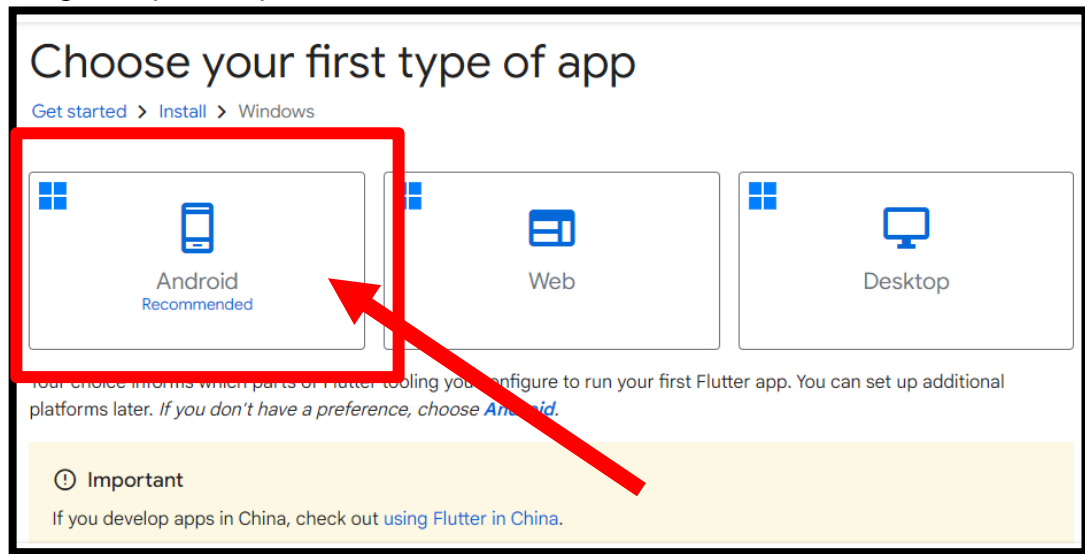 Choose your first type of app
Get started > Install > Windows
Android
Recommended
Web
Desktop
choice informs which parts of Flutter tooling you configure to run your first Flutter app. You can set up additional
platforms later. If you don't have a preference, choose Android.
Important
If you develop apps in China, check out using Flutter in China.